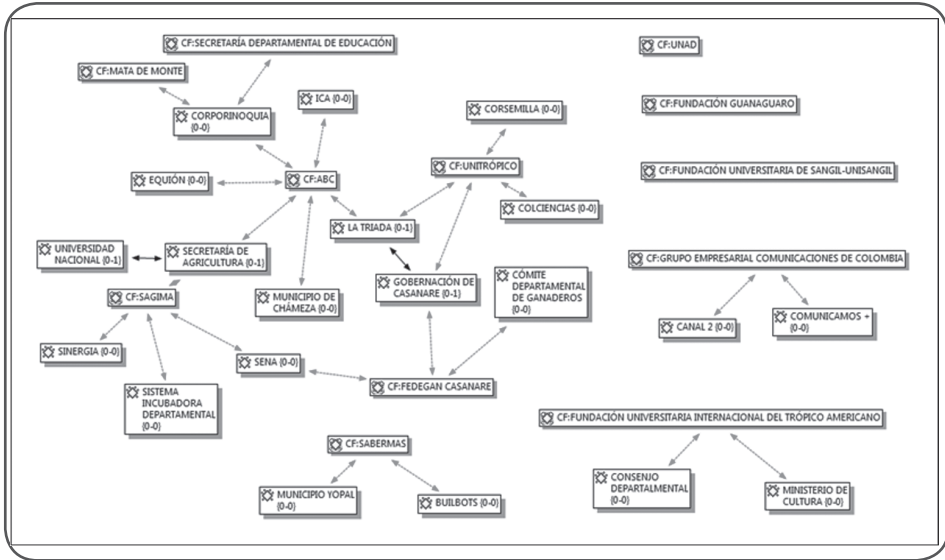 CF:SECRETARÍA DEPARTAMENTAL DE EDUCACIÓN
CF:UNAD
CF:MATA DE MONTE
ICA (0-0)
CORSEMILLA (0-0)
CF:FUNDACIÓN GUANAGUARO
CORPORINOQUIA
(0-0)
CF:UNITRÓPICO
CF:FUNDACIÓN UNIVERSITARIA DE SANGIL-UNISANGIL
EQUIÓN (0-0)
CF:ABC
COLCIENCIAS (0-0)
LA TRIADA (0-1)
UNIVERSIDAD
NACIONAL (0-1)
SECRETARÍA DE
AGRICULTURA (0-1)
CF:GRUPO EMPRESARIAL COMUNICACIONES DE COLOMBIA
GOBERNACIÓN DE
CASANARE (0-1)
CÓMITE
DEPARTAMENTAL
DE GANADEROS
(0-0)
CF:SAGIMA
MUNICIPIO DE
CHÁMEZA (0-0)
CANAL 2 (0-0)
COMUNICAMOS +
(0-0)
SINERGIA (0-0)
SENA (0-0)
CF:FEDEGAN CASANARE
SISTEMA
INCUBADORA
DEPARTAMENTAL
(0-0)
CF:FUNDACIÓN UNIVERSITARIA INTERNACIONAL DEL TRÓPICO AMERICANO
CF:SABERMAS
MUNICIPIO YOPAL
(0-0)
BUILBOTS (0-0)
CONSENJO
DEPARTALMENTAL
(0-0)
MINISTERIO DE
CULTURA (0-0)